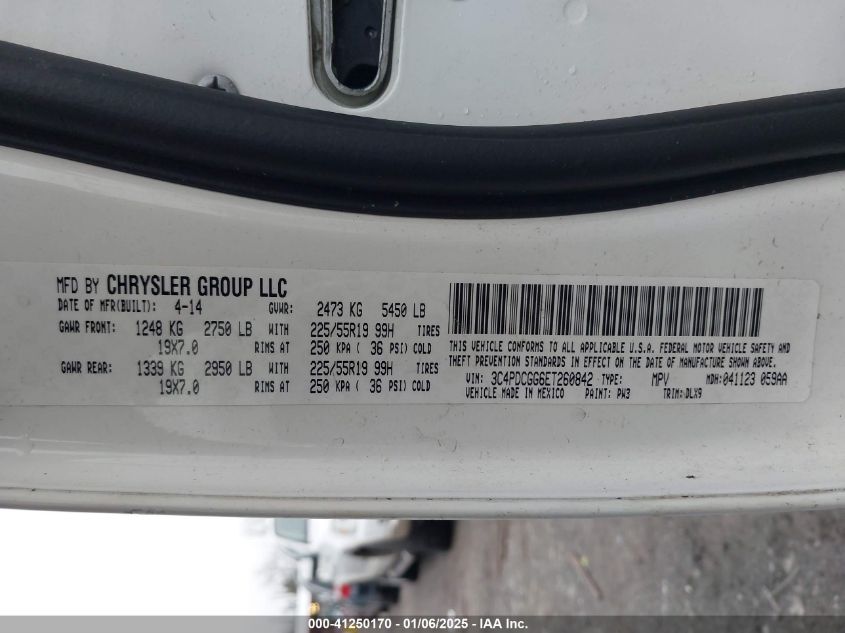 MFD BY CHRYSLER GROUP LLC
DATE OF MFR(BUILT): 4-14 GVWR: 2473 KG 5450 LB
GAWR FRONT: 1248 KG 2750 LB WITH 225/55R19 99H TIRES
19X7.0 RIMS AT 250 KPA ( 36 PSI) COLD
GAWR REAR: 1339 KG 2950 LB WITH 225/55R19 99H TIRES
19X7.0 RIMS AT 250 KPA ( 36 PSI) COLD
THIS VEHICLE CONFORMS TO ALL APPLICABLE U.S.A. FEDERAL MOTOR VEHICLE SAFETY AND
THEFT PREVENTION STANDARDS IN EFFECT ON THE DATE OF MANUFACTURE SHOWN ABOVE.
VIN: 3C4PDCGG6ET260842 TYPE: MPV MDH: 041123 059AA
VEHICLE MADE IN MEXICO PAINT: PW3 TRIM: DLX9
000-41250170 - 01/06/2025 - IAA Inc.